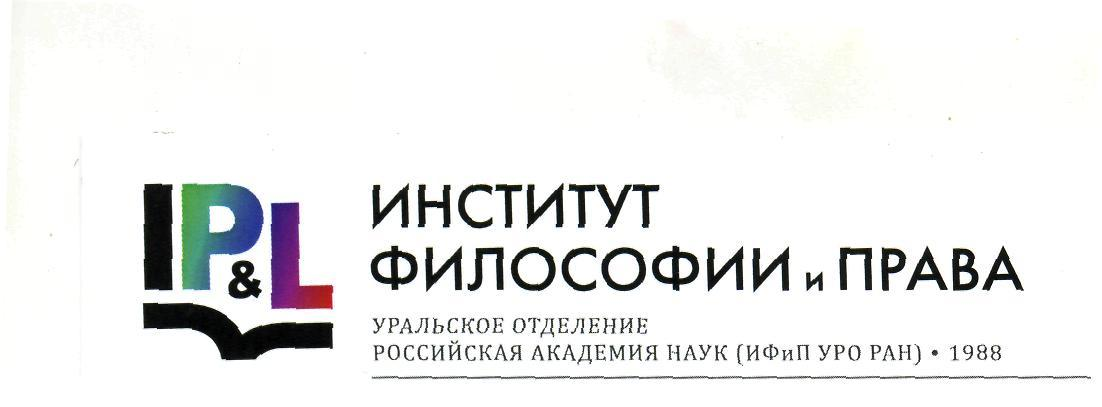 IP&L
ИНСТИТУТ
ФИЛОСОФИИ и ПРАВА
УРАЛЬСКОЕ ОТДЕЛЕНИЕ
РОССИЙСКАЯ АКАДЕМИЯ НАУК (ИФиП УРО РАН) • 1988